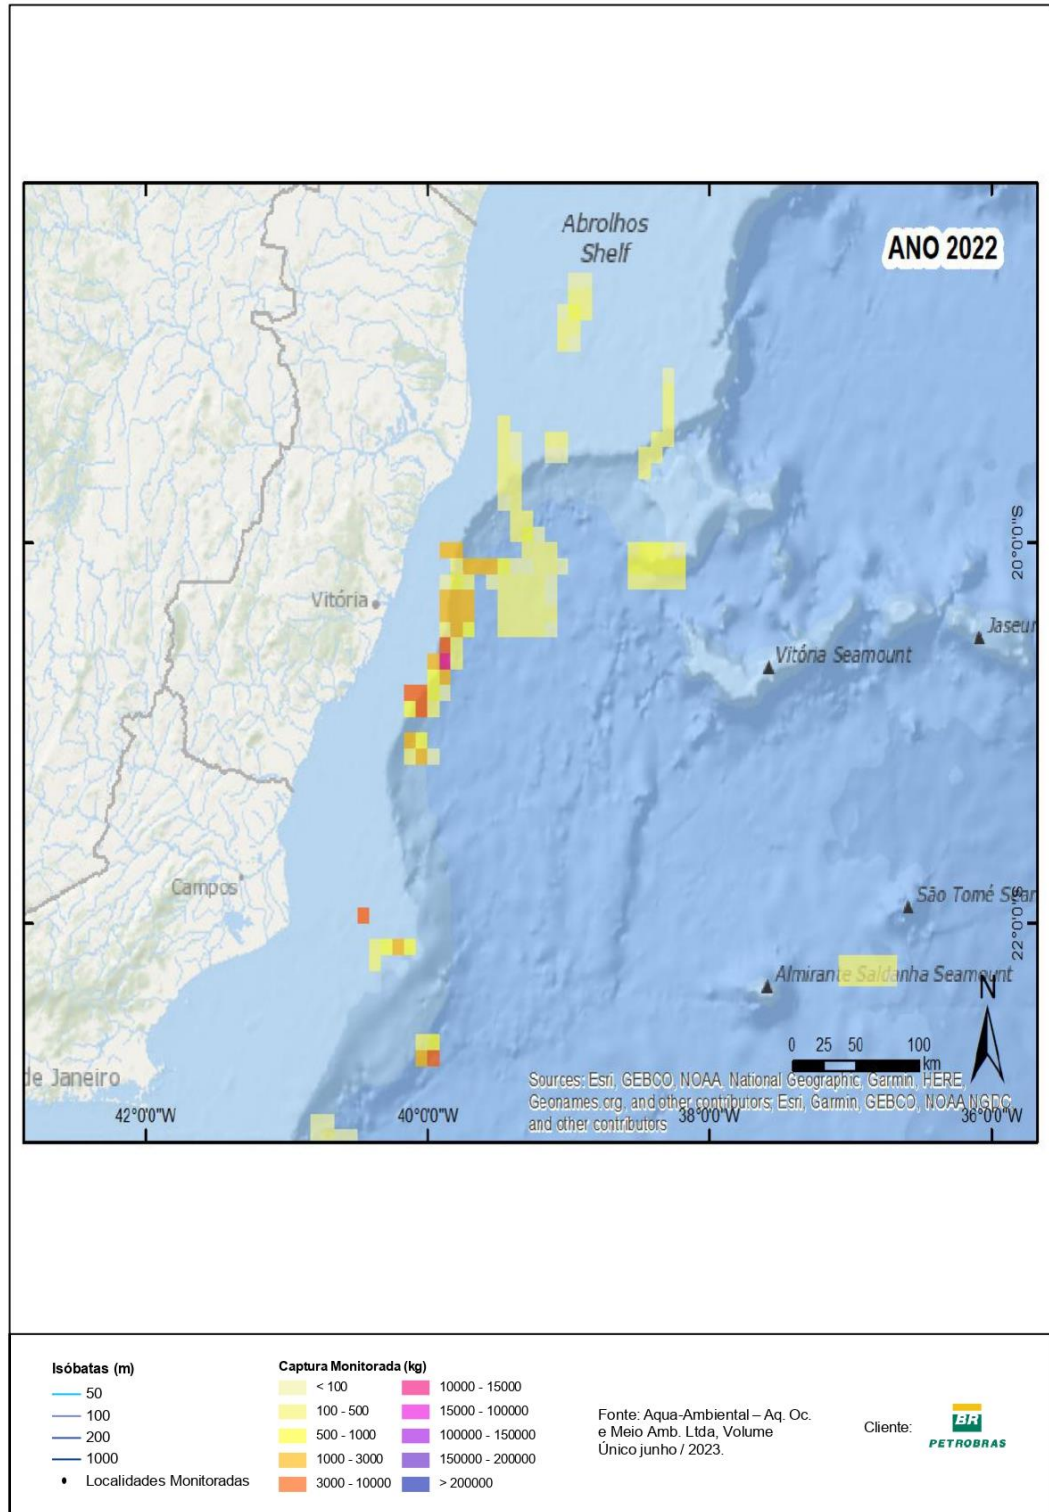 Abrolhos
Shelf
ANO 2022
20°0'0"S
Vitória
Jaseur
Vitória Seamount
Campos
São Tomé Sear
22°0'0"S
Almirante Saldanha Seamount
N
0 25 50 100
km
de Janeiro
Sources: Esri, GEBCO, NOAA, National Geographic, Garmin, HERE,
Geonames.org, and other contributors; Esri, Garmin, GEBCO, NOAA NGDC,
and other contributors
42°0'0"W 40°0'0"W 38°0'0"W 36°0'0"W
Isóbatas (m)
50
100
200
1000
Localidades Monitoradas
Captura Monitorada (kg)
< 100
100 - 500
500 - 1000
1000 - 3000
3000 - 10000
10000 - 15000
15000 - 100000
100000 - 150000
150000 - 200000
> 200000
Fonte: Aqua-Ambiental – Aq. Oc.
e Meio Amb. Ltda, Volume
Único junho / 2023.
Cliente:
BR
PETROBRAS